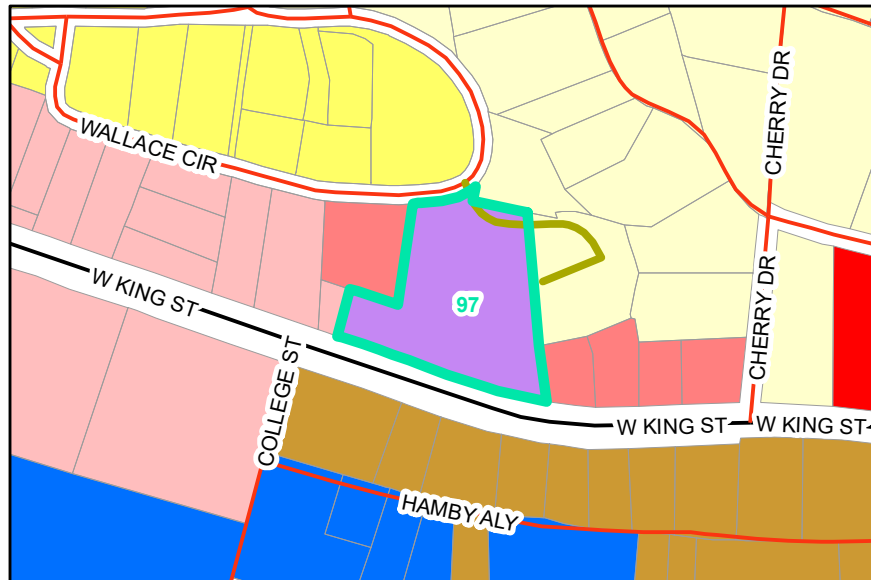 CHERRY DR
WALLACE CIR
W KING ST
97
CHERRY DR
COLLEGE ST
W KING ST
W KING ST
HAMBY ALY